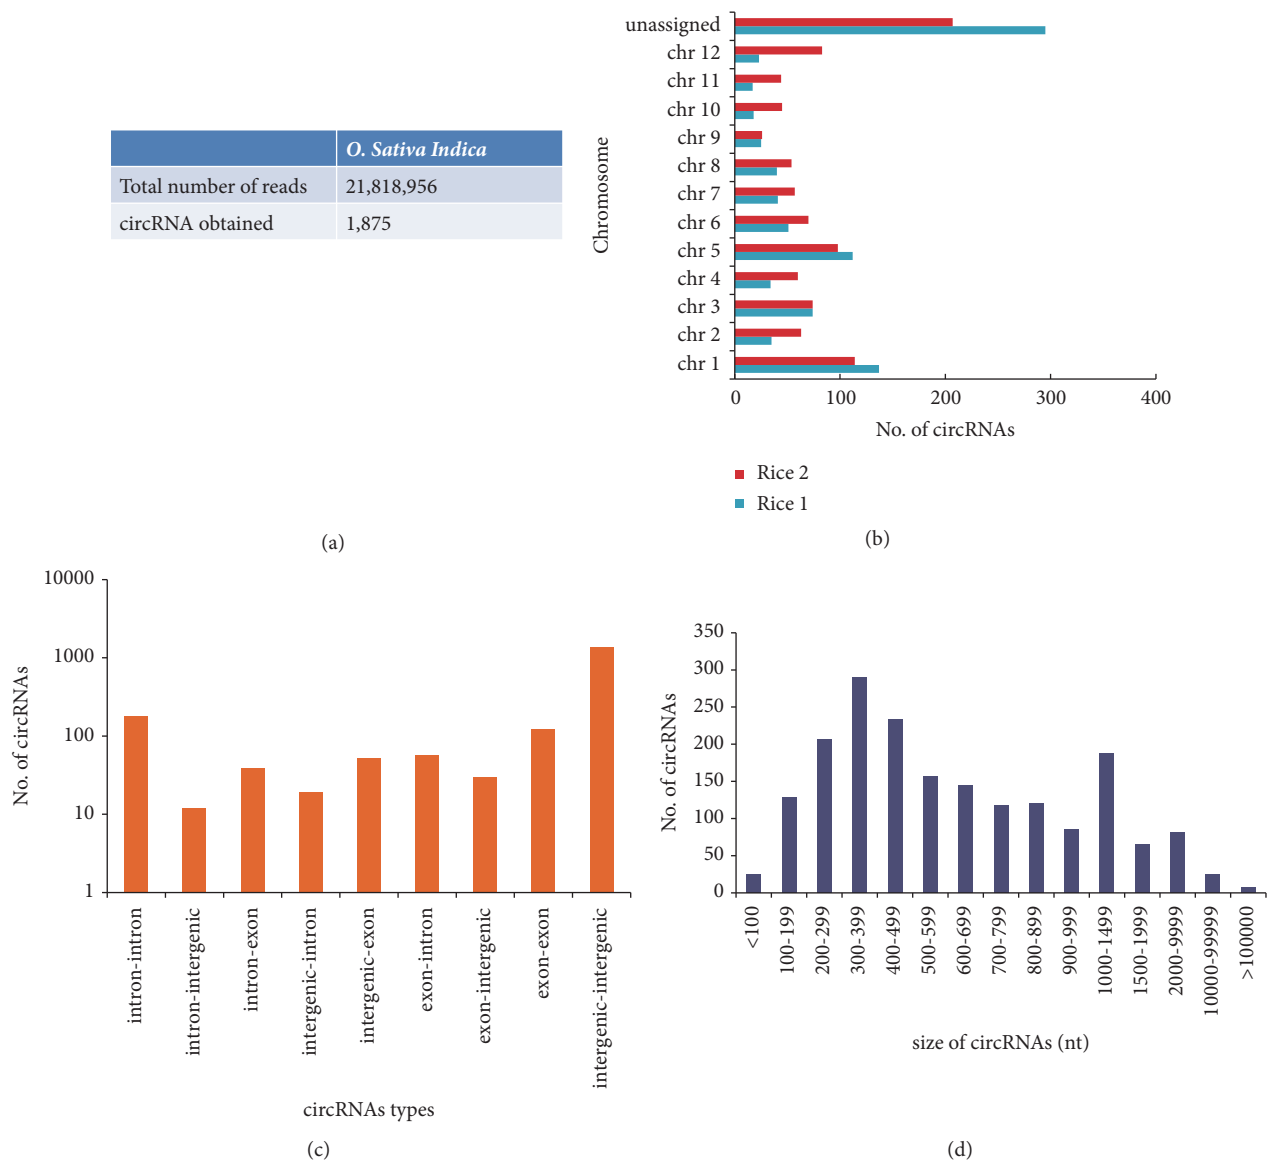 O. Sativa Indica
Total number of reads 21,818,956
circRNA obtained 1,875
(a)
Chromosome
unassigned
chr 12
chr 11
chr 10
chr 9
chr 8
chr 7
chr 6
chr 5
chr 4
chr 3
chr 2
chr 1
0 100 200 300 400
No. of circRNAs
Rice 2
Rice 1
(b)
No. of circRNAs
10000
1000
100
10
1
intron-intron
intron-intergenic
intron-exon
intergenic-intron
intergenic-exon
exon-intron
exon-intergenic
exon-exon
intergenic-intergenic
circRNAs types
(c)
No. of circRNAs
350
300
250
200
150
100
50
0
<100
100-199
200-299
300-399
400-499
500-599
600-699
700-799
800-899
900-999
1000-1499
1500-1999
2000-9999
10000-99999
>100000
size of circRNAs (nt)
(d)